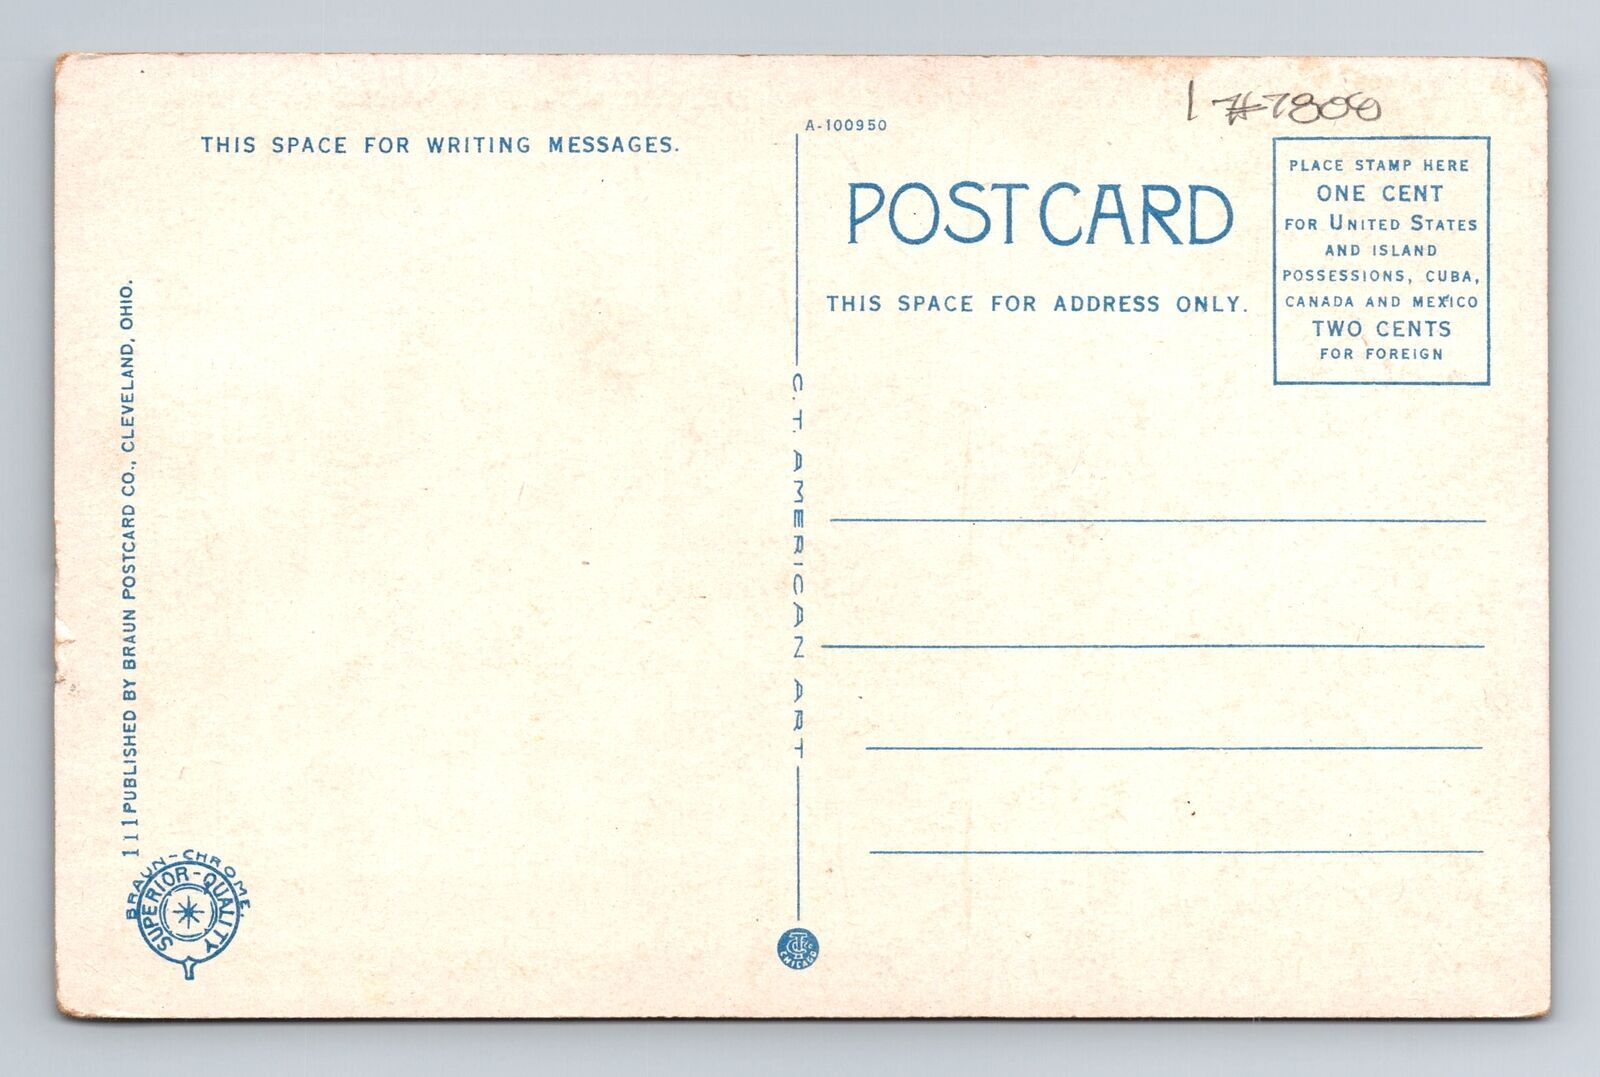 1 #7800
A-100950
THIS SPACE FOR WRITING MESSAGES.
POSTCARD
THIS SPACE FOR ADDRESS ONLY.
PLACE STAMP HERE
ONE CENT
FOR UNITED STATES
AND ISLAND
POSSESSIONS, CUBA,
CANADA AND MEXICO
TWO CENTS
FOR FOREIGN
111 PUBLISHED BY BRAUN POSTCARD CO., CLEVELAND, OHIO.
BRAUN-CHROME.
SUPERIOR-QUALITY
C.T. AMERICAN ART
CHICAGO